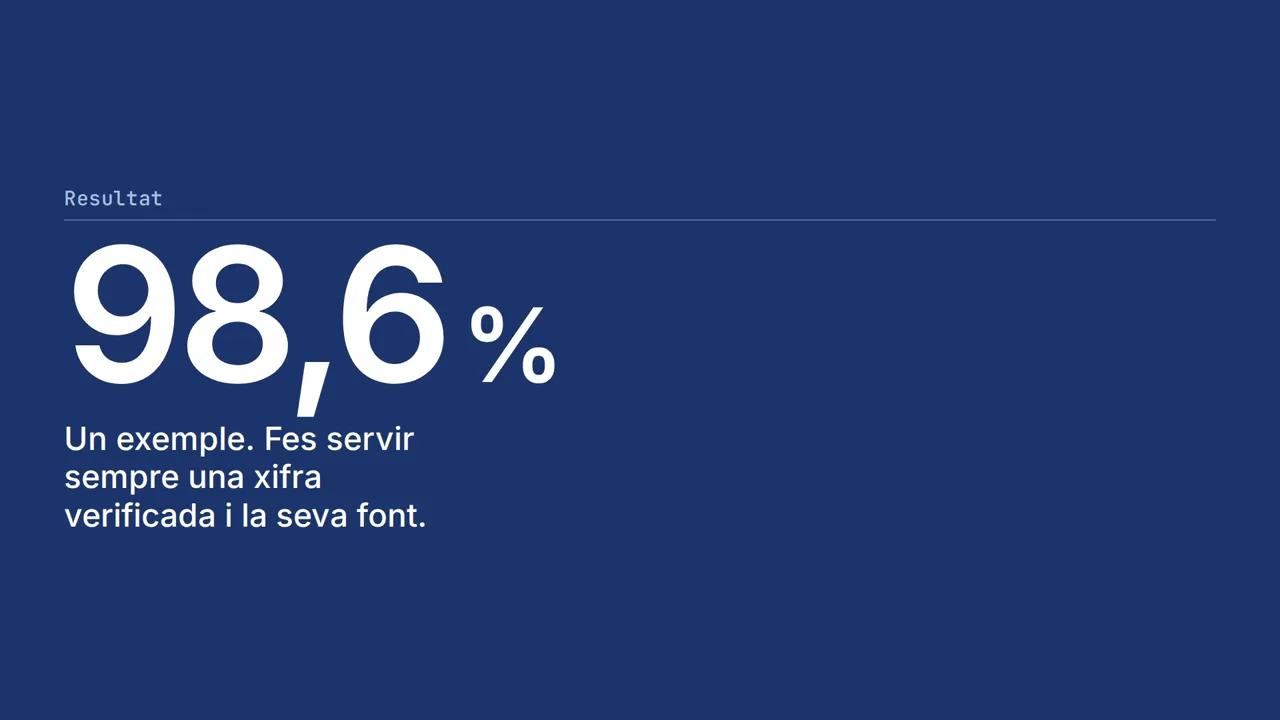 Resultat
98,6 %
Un exemple. Fes servir
sempre una xifra
verificada i la seva font.